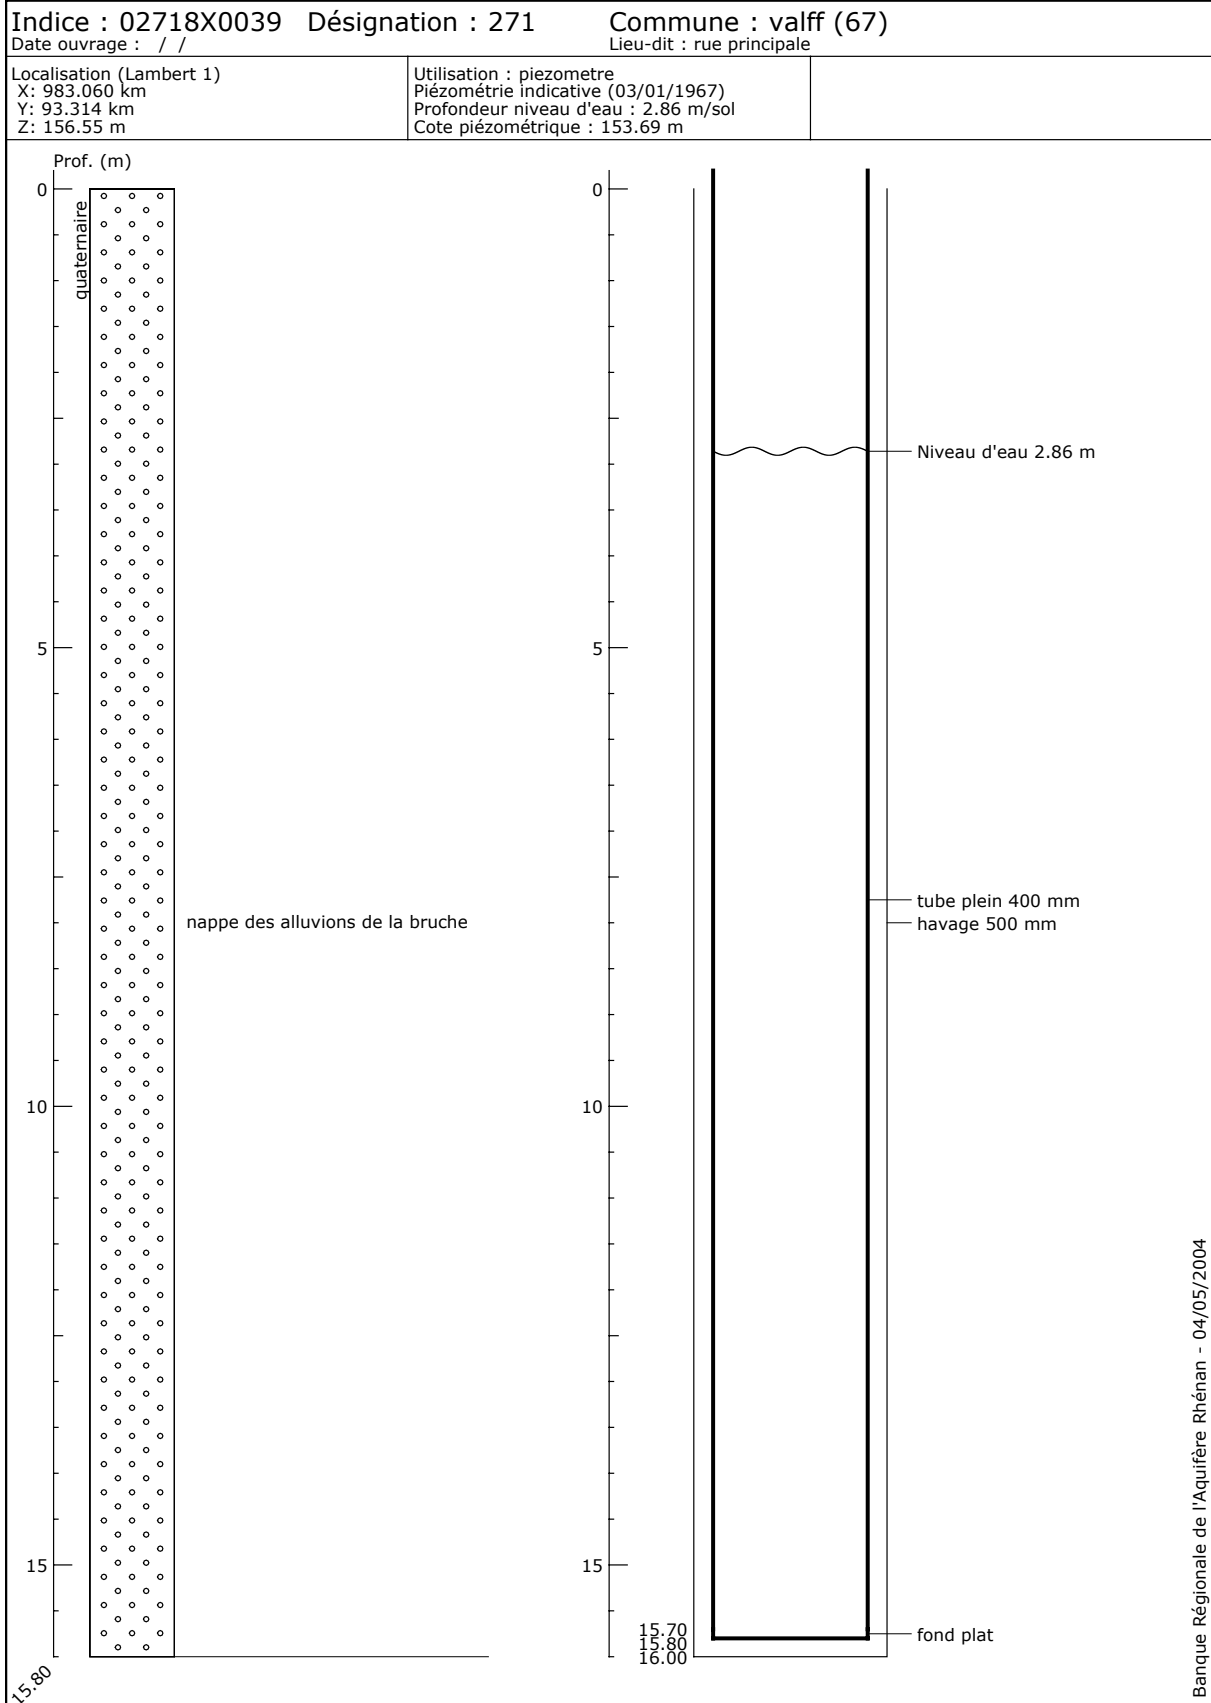 Indice : 02718X0039 Désignation : 271 Commune : valff (67)
Date ouvrage : / / Lieu-dit : rue principale
Localisation (Lambert 1)
X: 983.060 km
Y: 93.314 km
Z: 156.55 m
Utilisation : piezometre
Piézométrie indicative (03/01/1967)
Profondeur niveau d'eau : 2.86 m/sol
Cote piézométrique : 153.69 m
Prof. (m)
0
quaternaire
5
nappe des alluvions de la bruche
10
15
15.80
0
Niveau d'eau 2.86 m
5
tube plein 400 mm
havage 500 mm
10
15
15.70
15.80
16.00
fond plat
Banque Régionale de l'Aquifère Rhénan - 04/05/2004